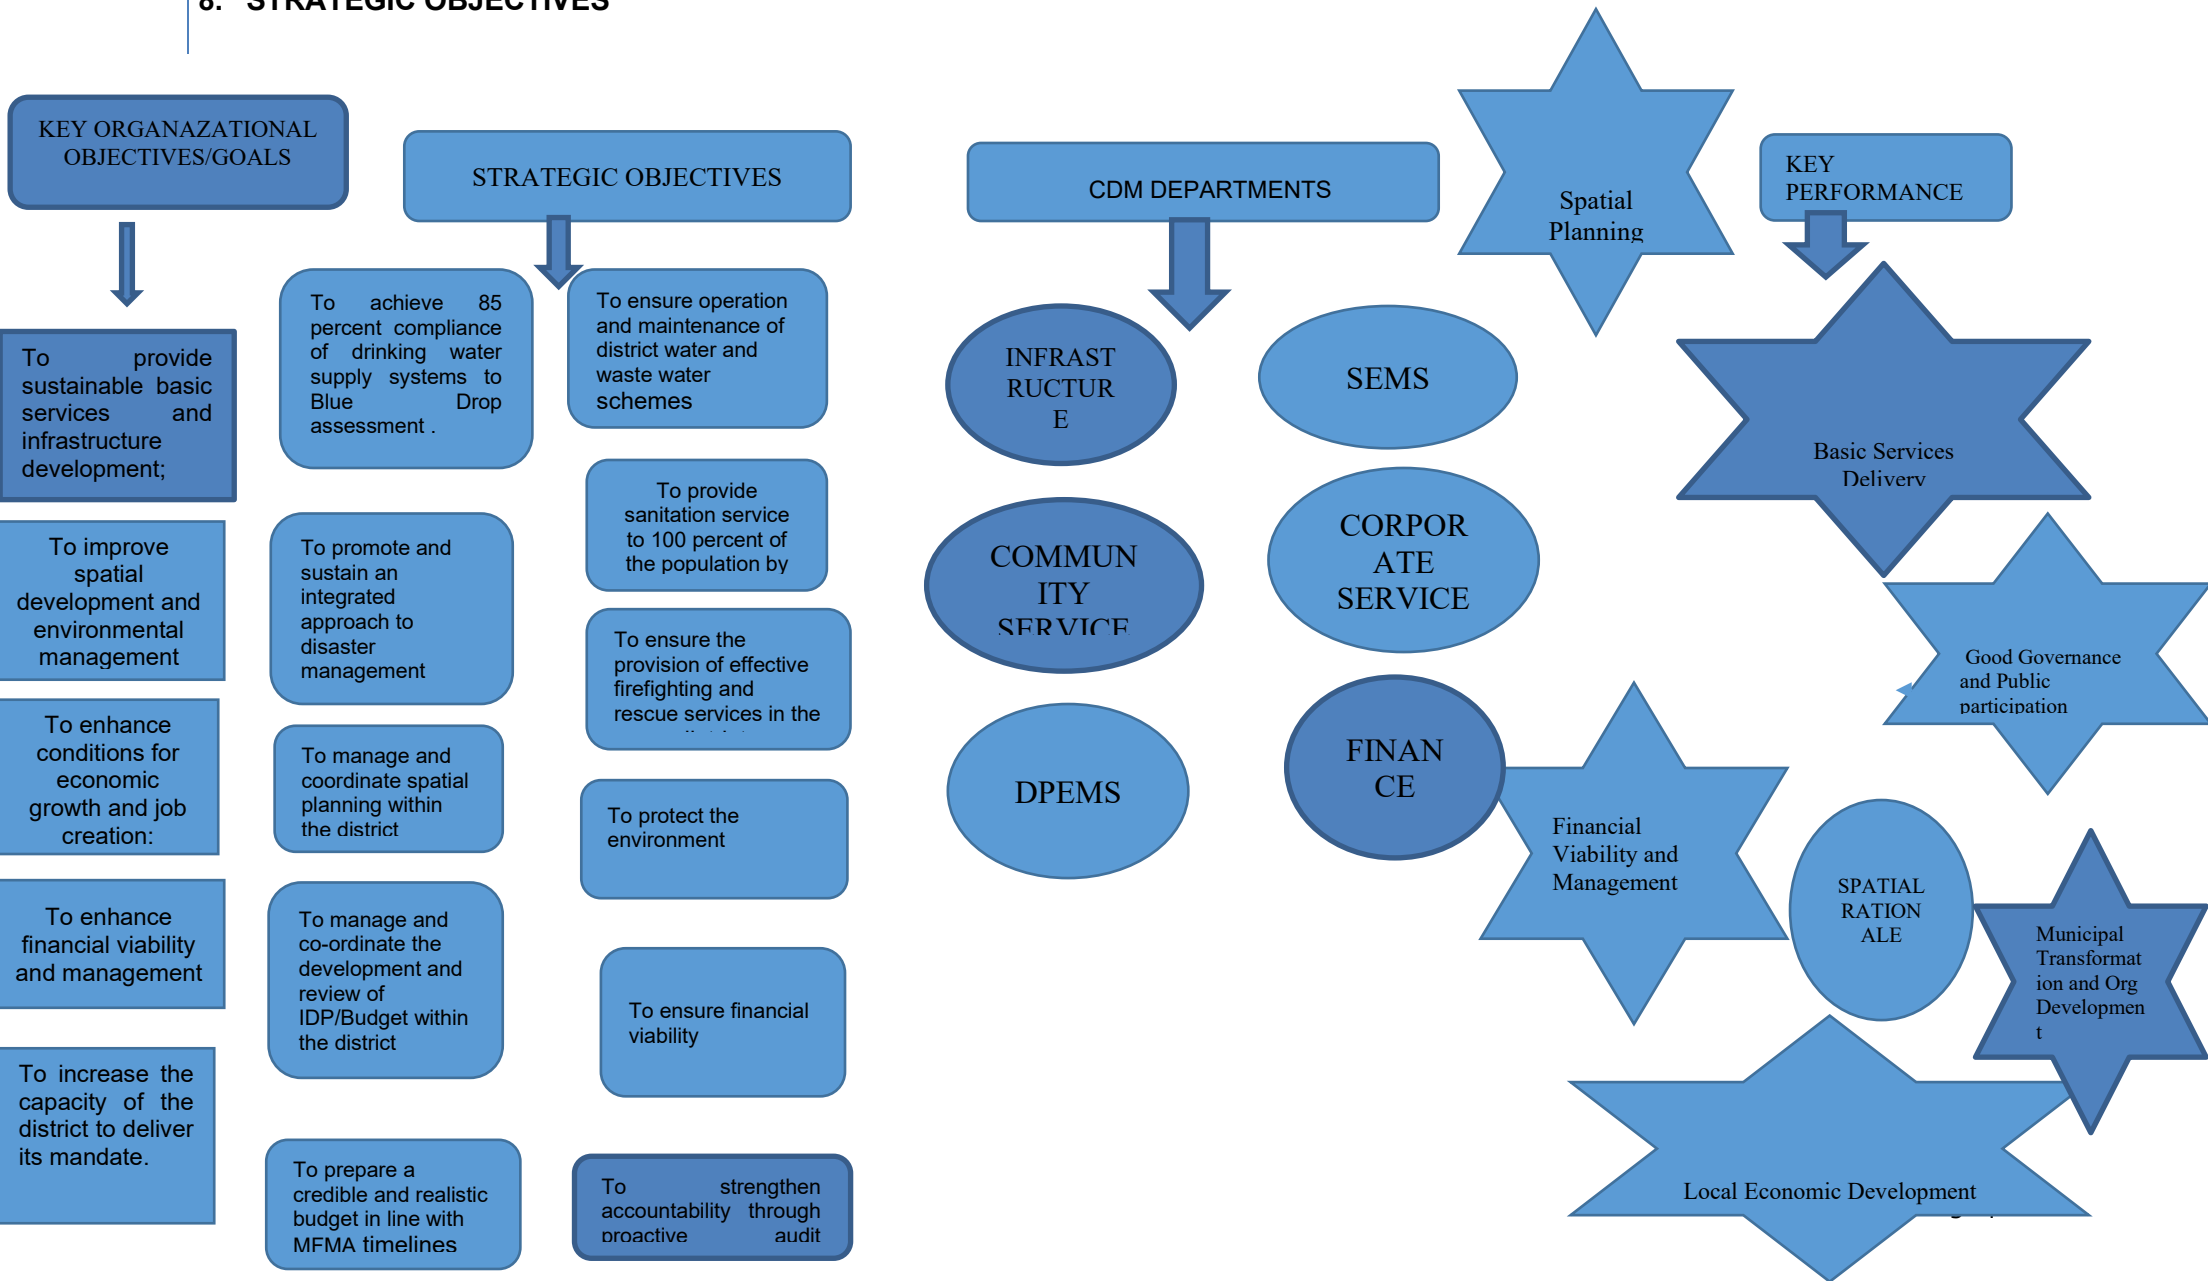 8. STRATEGIC OBJECTIVES
KEY ORGANAZATIONAL
OBJECTIVES/GOALS
To provide
sustainable basic
services and
infrastructure
development;
To improve
spatial
development and
environmental
management
To enhance
conditions for
economic
growth and job
creation:
To enhance
financial viability
and management
To increase the
capacity of the
district to deliver
its mandate.
STRATEGIC OBJECTIVES
To achieve 85
percent compliance
of drinking water
supply systems to
Blue Drop
assessment .
To ensure operation
and maintenance of
district water and
waste water
schemes
To provide
sanitation service
to 100 percent of
the population by
To promote and
sustain an
integrated
approach to
disaster
management
To ensure the
provision of effective
firefighting and
rescue services in the
To manage and
coordinate spatial
planning within
the district
To protect the
environment
To manage and
co-ordinate the
development and
review of
IDP/Budget within
the district
To ensure financial
viability
To prepare a
credible and realistic
budget in line with
MFMA timelines
To strengthen
accountability through
proactive audit
CDM DEPARTMENTS
INFRAST
RUCTUR
E
SEMS
COMMUN
ITY
SERVICE
CORPOR
ATE
SERVICE
DPEMS
FINAN
CE
Spatial
Planning
KEY
PERFORMANCE
Basic Services
Delivery
Good Governance
and Public
participation
Financial
Viability and
Management
SPATIAL
RATION
ALE
Municipal
Transformat
ion and Org
Developmen
t
Local Economic Development